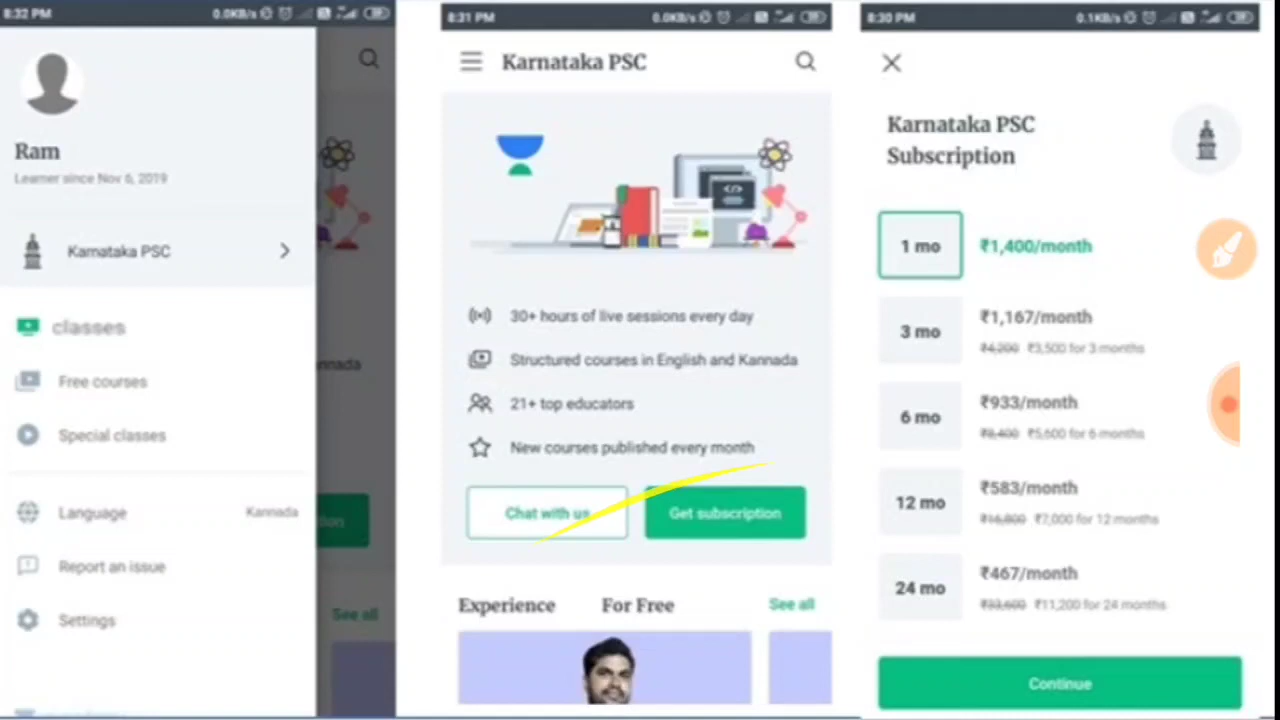 8:32 PM
0.0KB/s
Ram
Learner since Nov 6, 2019
Karnataka PSC
classes
Free courses
Special classes
Language
Kannada
Report an issue
Settings
nnada
See all
8:31 PM
0.0KB/s
Karnataka PSC
30+ hours of live sessions every day
Structured courses in English and Kannada
21+ top educators
New courses published every month
Chat with us
Get subscription
Experience For Free
See all
8:30 PM
0.1KB/s
Karnataka PSC
Subscription
1 mo
₹1,400/month
3 mo
₹1,167/month
₹4,200 ₹3,500 for 3 months
6 mo
₹933/month
₹8,400 ₹5,600 for 6 months
12 mo
₹583/month
₹16,800 ₹7,000 for 12 months
24 mo
₹467/month
₹33,600 ₹11,200 for 24 months
Continue